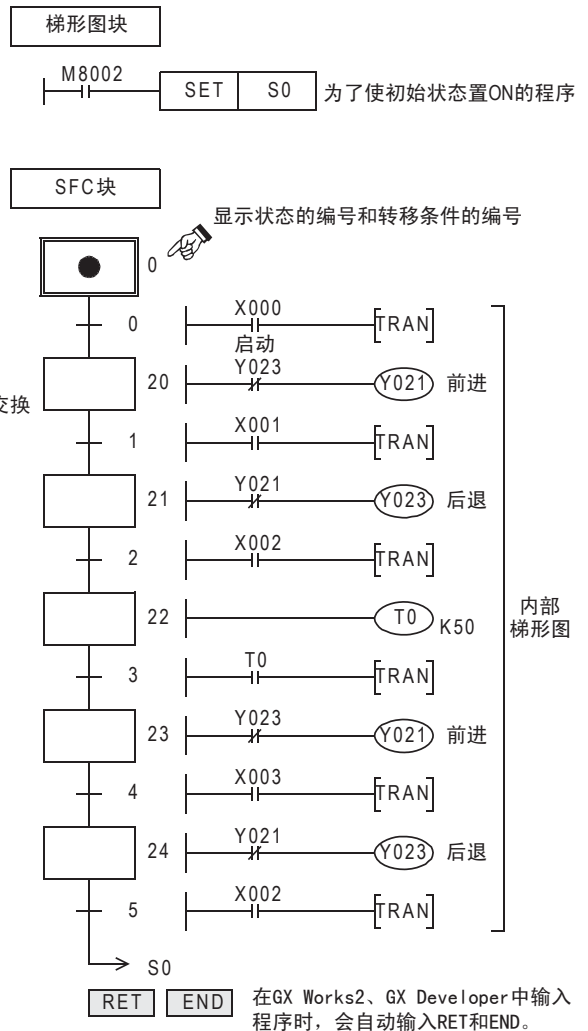 梯形图块
M8002
SET S0 为了使初始状态置ON的程序
SFC块
显示状态的编号和转移条件的编号
0
0 X000 TRAN
启动
20 Y023 Y021 前进
交换
1 X001 TRAN
21 Y021 Y023 后退
2 X002 TRAN
22 T0 K50
内部
梯形图
3 T0 TRAN
23 Y023 Y021 前进
4 X003 TRAN
24 Y021 Y023 后退
5 X002 TRAN
S0
RET END 在GX Works2、GX Developer中输入
程序时，会自动输入RET和END。